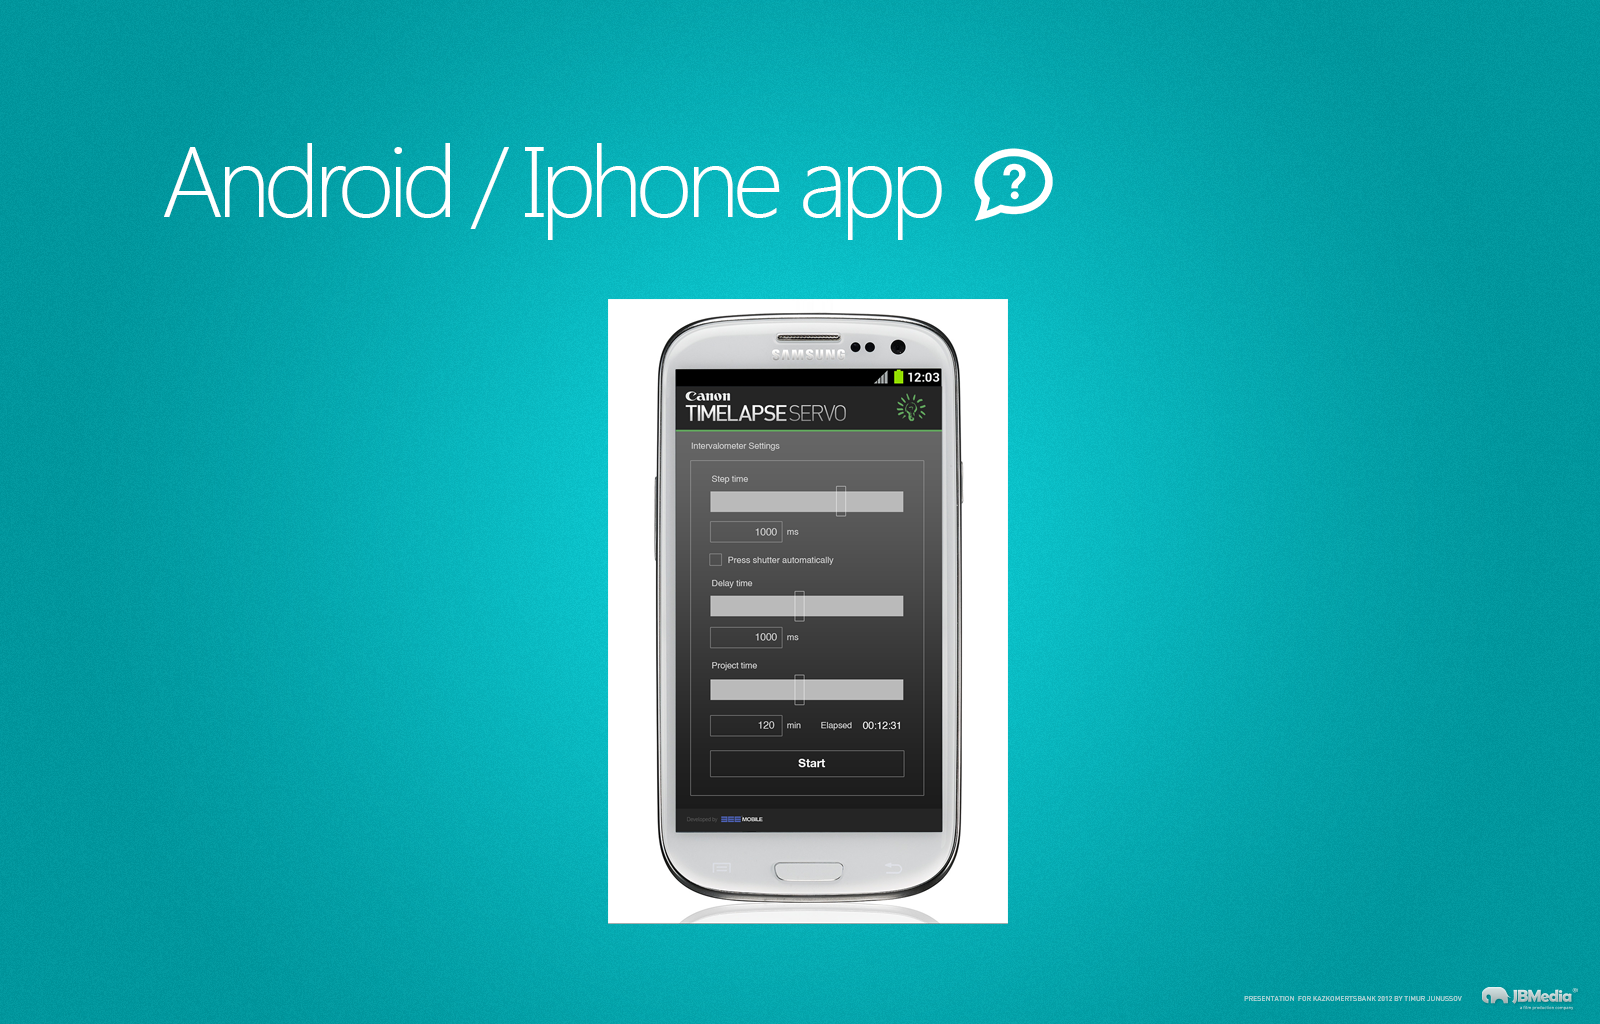 Android / Iphone app ?
SAMSUNG
12:03
Canon
TIMELAPSE SERVO
Intervalometer Settings
Step time
1000 ms
Press shutter automatically
Delay time
1000 ms
Project time
120 min Elapsed 00:12:31
Start
Developed by BEE MOBILE
PRESENTATION FOR KAZKOMERTSBANK 2012 BY TIMUR JUNUSSOV
JBMedia®
a film production company